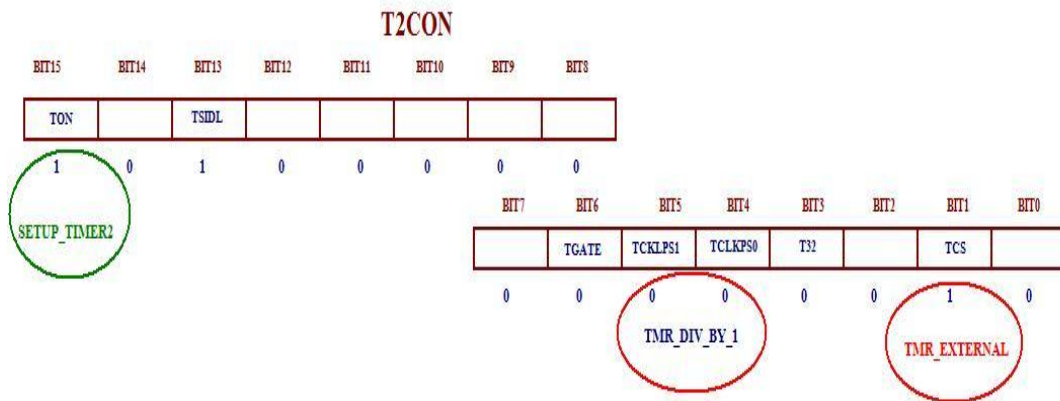 T2CON
BIT15 BIT14 BIT13 BIT12 BIT11 BIT10 BIT9 BIT8
TON TSIDL
1 0 1 0 0 0 0 0
SETUP_TIMER2
BIT7 BIT6 BIT5 BIT4 BIT3 BIT2 BIT1 BIT0
TGATE TCKLPS1 TCLKPS0 T32 TCS
0 0 0 0 0 0 1 0
TMR_DIV_BY_1
TMR_EXTERNAL